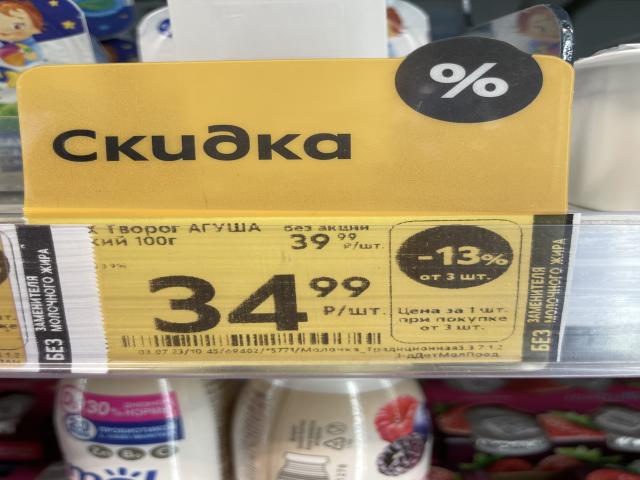 %
Скидка
Творог АГУША
кий 100г
без акции
39 99
₽/шт.
-13%
от 3 шт.
34 99
₽/шт.
Цена за 1 шт.
при покупке
от 3 шт.
БЕЗ ЗАМЕНИТЕЛЯ
МОЛОЧНОГО ЖИРА
БЕЗ ЗАМЕНИТЕЛЯ
МОЛОЧНОГО ЖИРА
30%